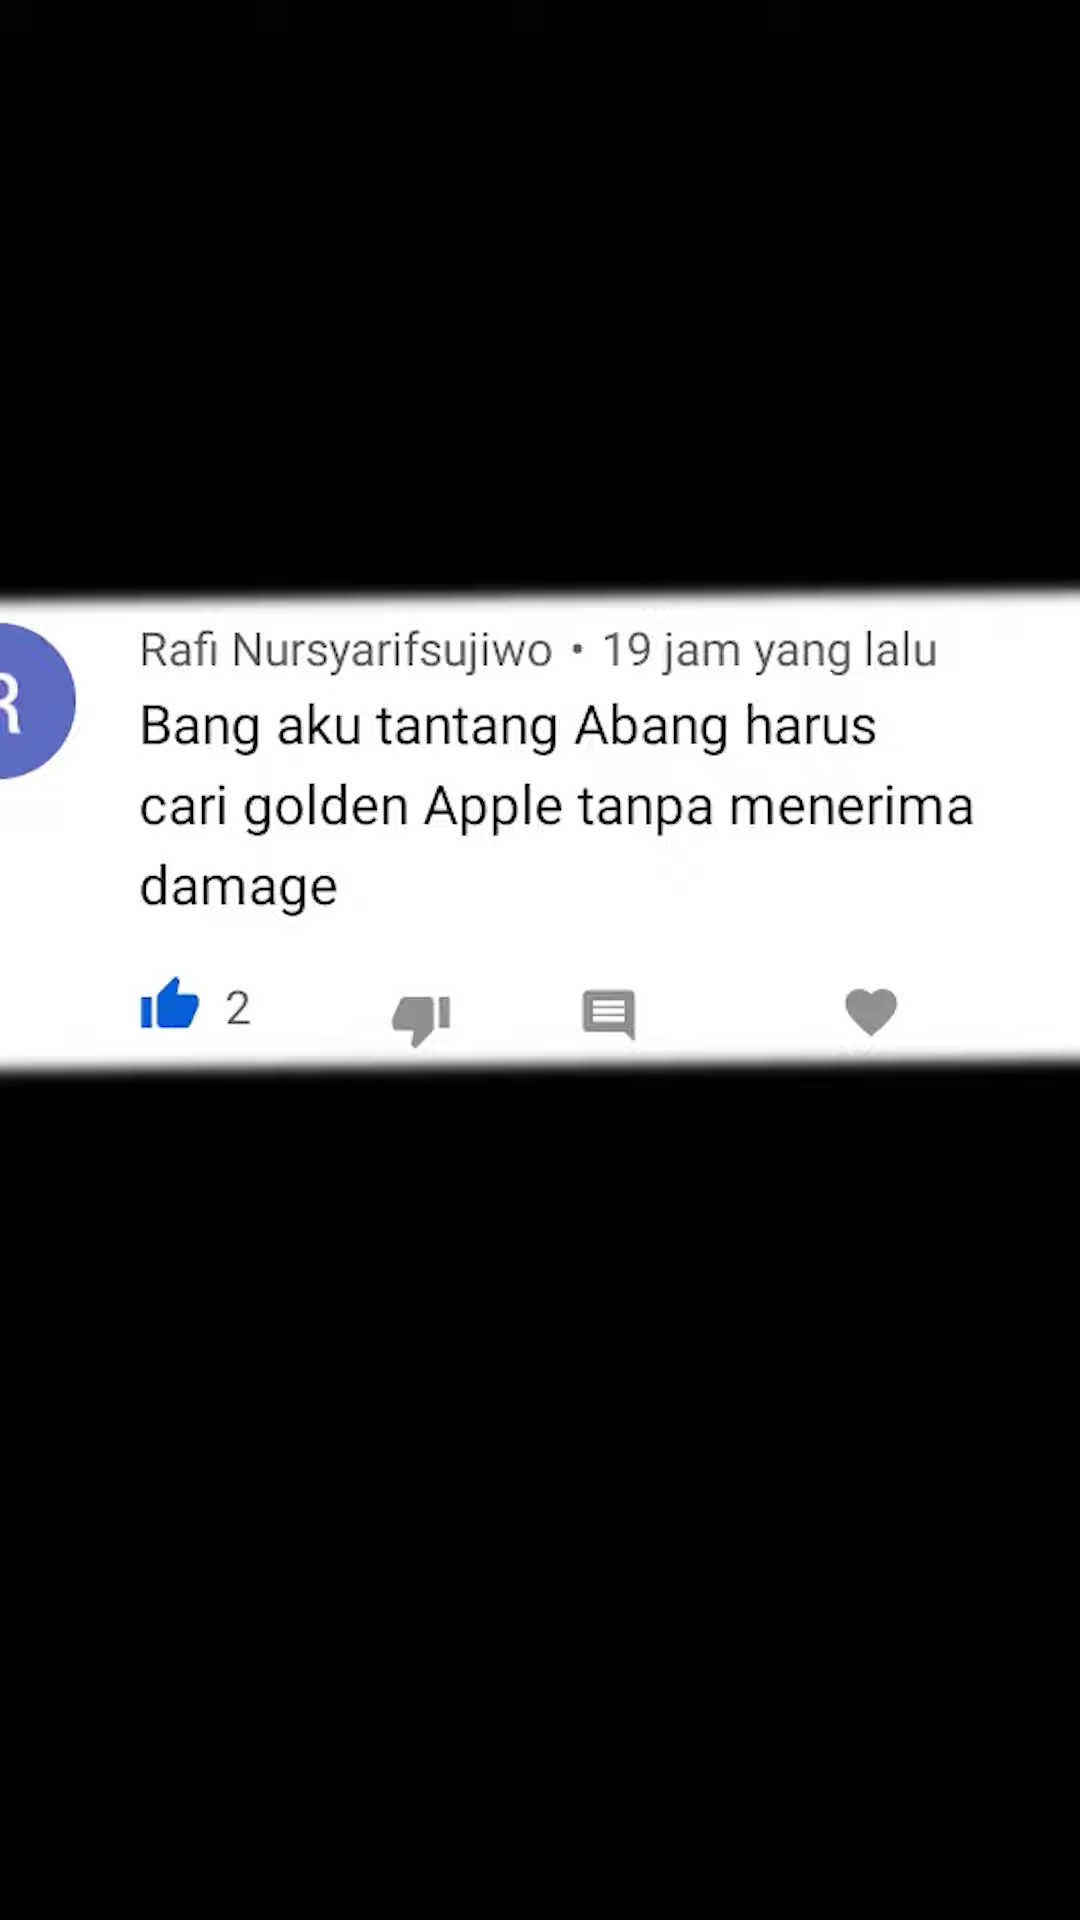 R
Rafi Nursyarifsujiwo • 19 jam yang lalu
Bang aku tantang Abang harus
cari golden Apple tanpa menerima
damage
2